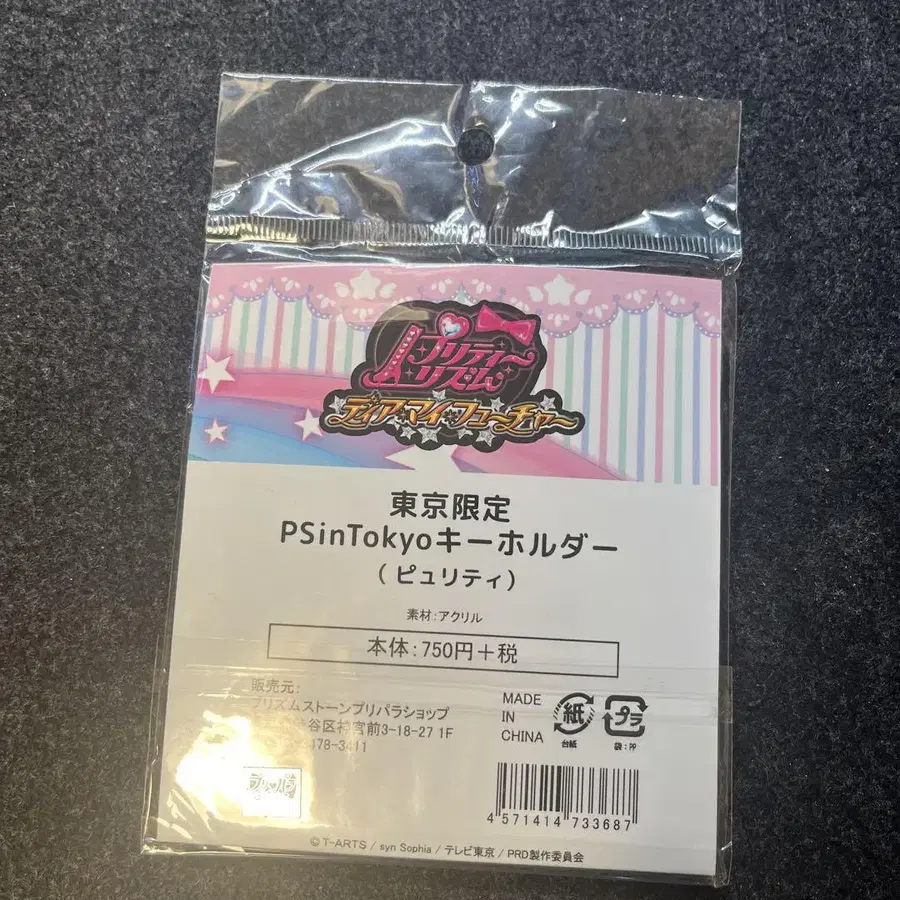 プリティー
リズム
ディア・マイ・フューチャー
東京限定
PSinTokyoキーホルダー
(ピュリティ)
素材:アクリル
本体:750円+税
販売元:
プリズムストーンプリパラショップ
渋谷区神宮前3-18-27 1F
3478-3411
MADE
IN
CHINA
紙
台紙
プラ
袋:PP
プリパラ
4 571414 733687
©T-ARTS / syn Sophia / テレビ東京 / PRD製作委員会